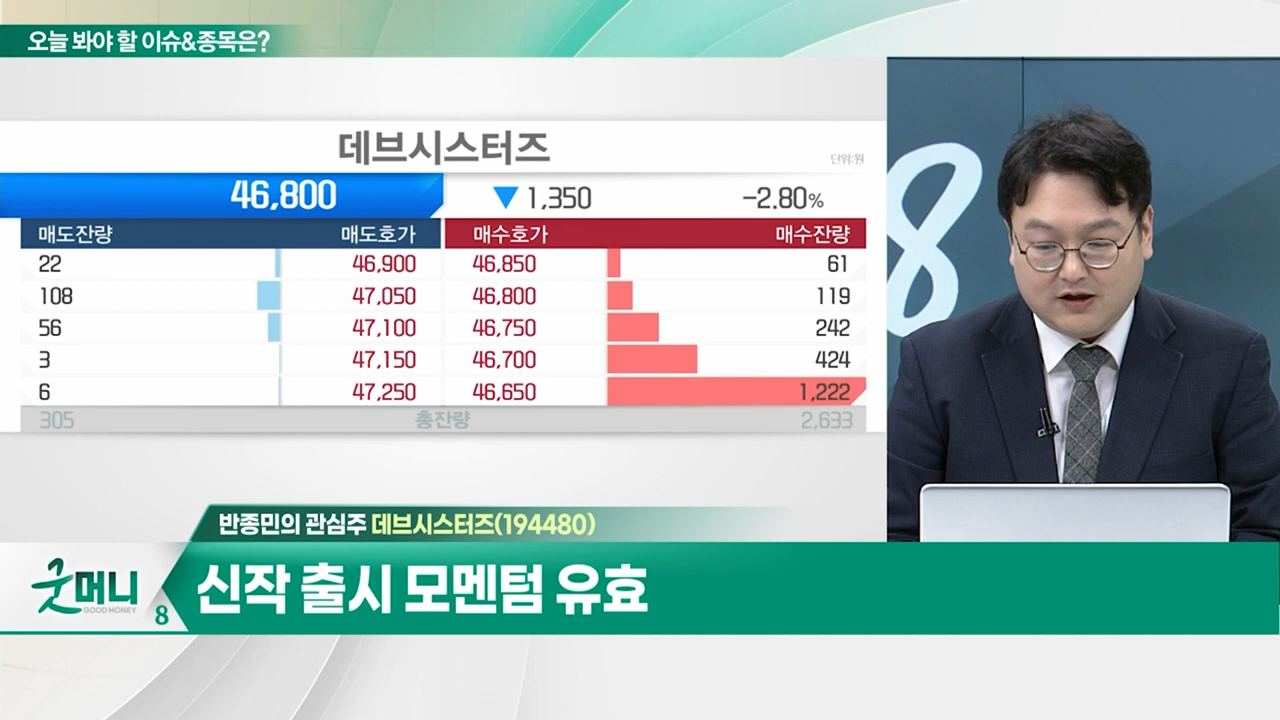 오늘 봐야 할 이슈&종목은?
데브시스터즈
단위:원
46,800 ▼ 1,350 -2.80%
매도잔량 매도호가 매수호가 매수잔량
22 46,900 46,850 61
108 47,050 46,800 119
56 47,100 46,750 242
3 47,150 46,700 424
6 47,250 46,650 1,222
305 총잔량 2,633
8
반종민의 관심주 데브시스터즈(194480)
굿머니
GOOD MONEY
8
신작 출시 모멘텀 유효